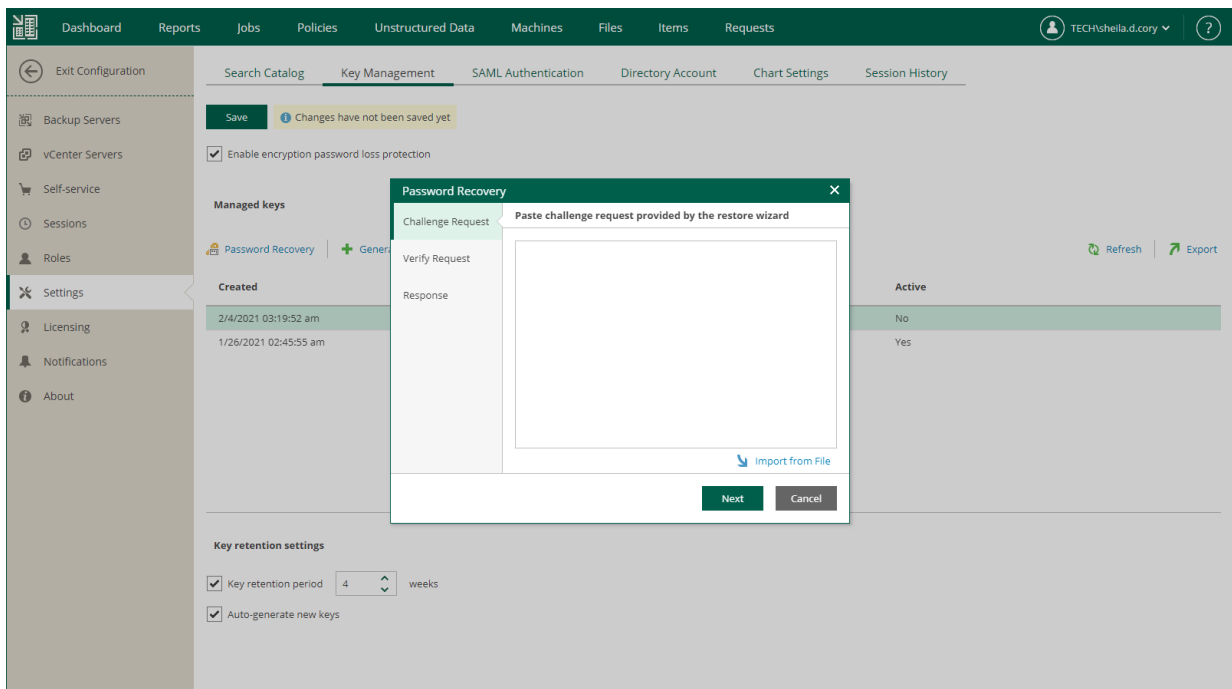 Dashboard Reports Jobs Policies Unstructured Data Machines Files Items Requests TECH\sheila.d.cory ?
Exit Configuration
Search Catalog Key Management SAML Authentication Directory Account Chart Settings Session History
Backup Servers
Save Changes have not been saved yet
vCenter Servers
Enable encryption password loss protection
Self-service
Password Recovery
Managed keys
Challenge Request
Paste challenge request provided by the restore wizard
Sessions
Password Recovery Gener
Refresh Export
Roles
Verify Request
Settings
Created Active
Response
2/4/2021 03:19:52 am No
Licensing
1/26/2021 02:45:55 am Yes
Notifications
About
Import from File
Next Cancel
Key retention settings
Key retention period 4 weeks
Auto-generate new keys